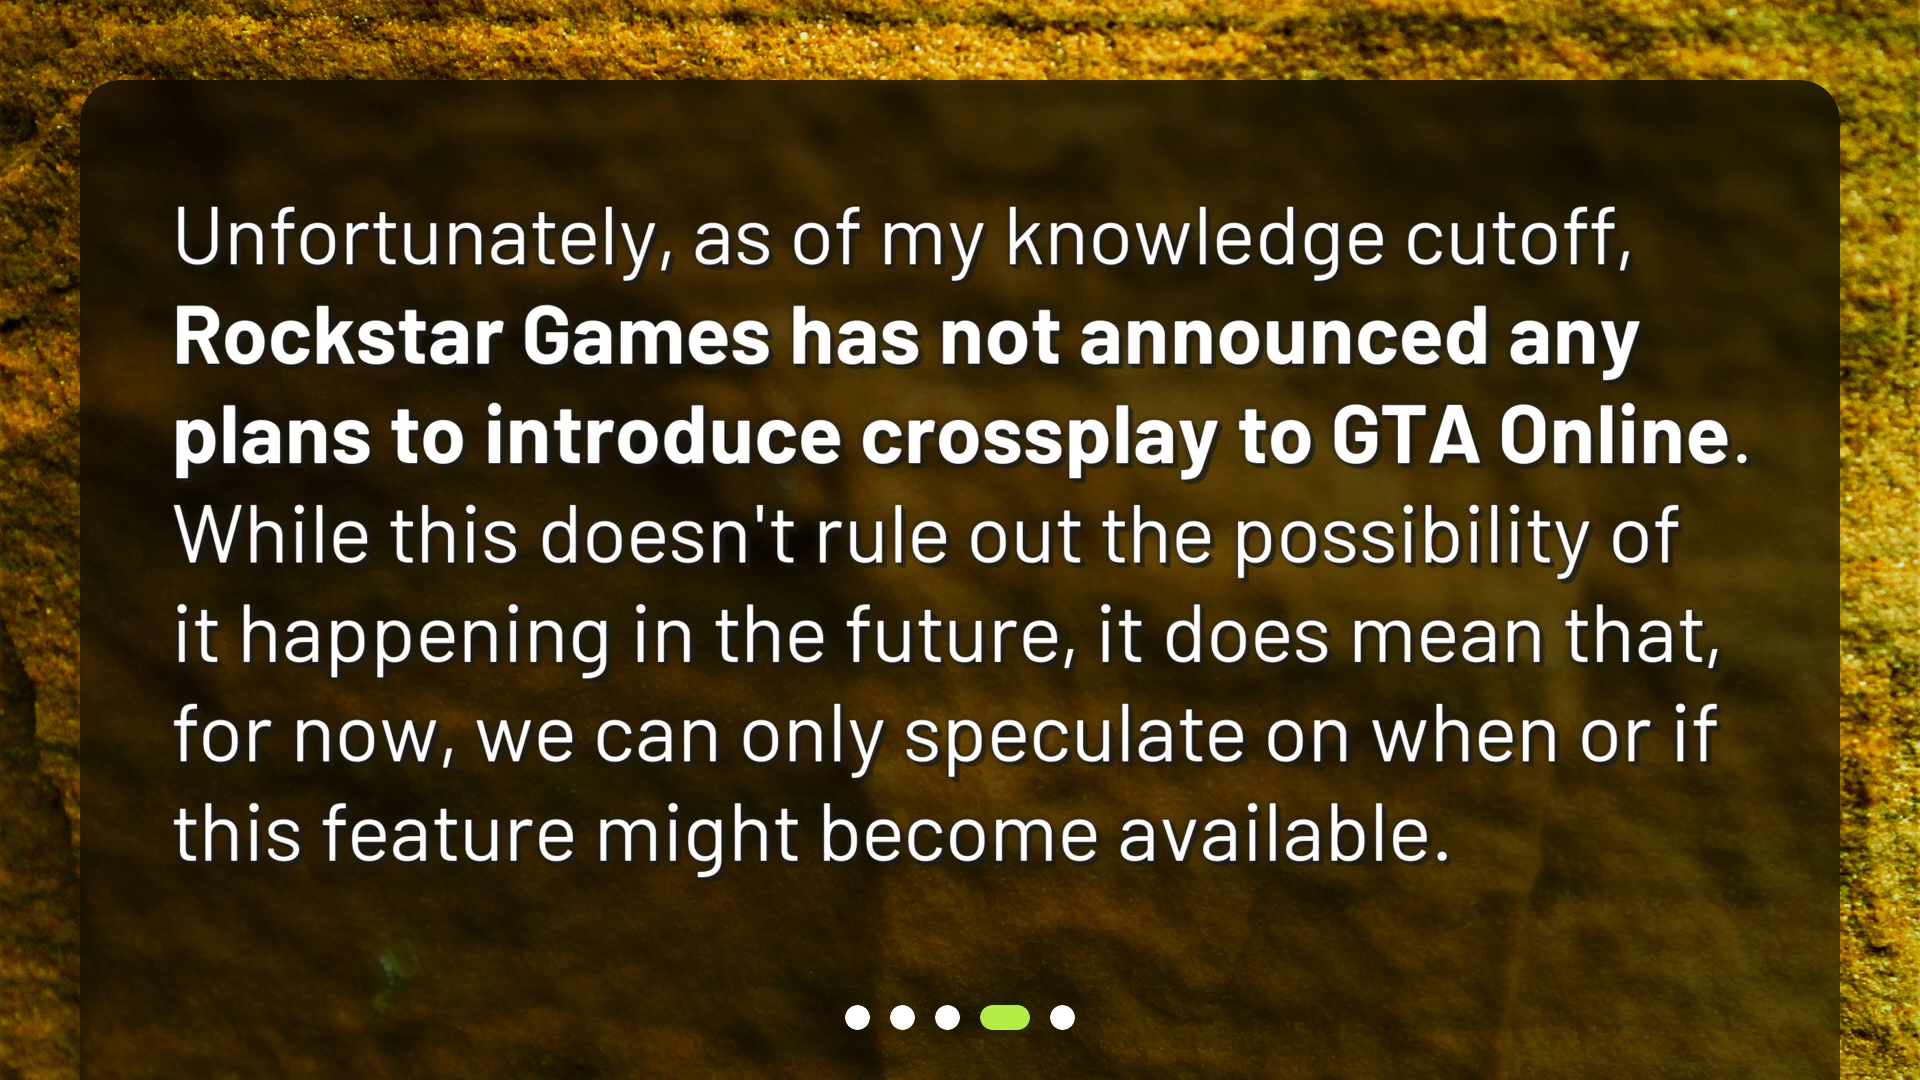 Unfortunately, as of my knowledge cutoff,
Rockstar Games has not announced any
plans to introduce crossplay to GTA Online.
While this doesn't rule out the possibility of
it happening in the future, it does mean that,
for now, we can only speculate on when or if
this feature might become available.